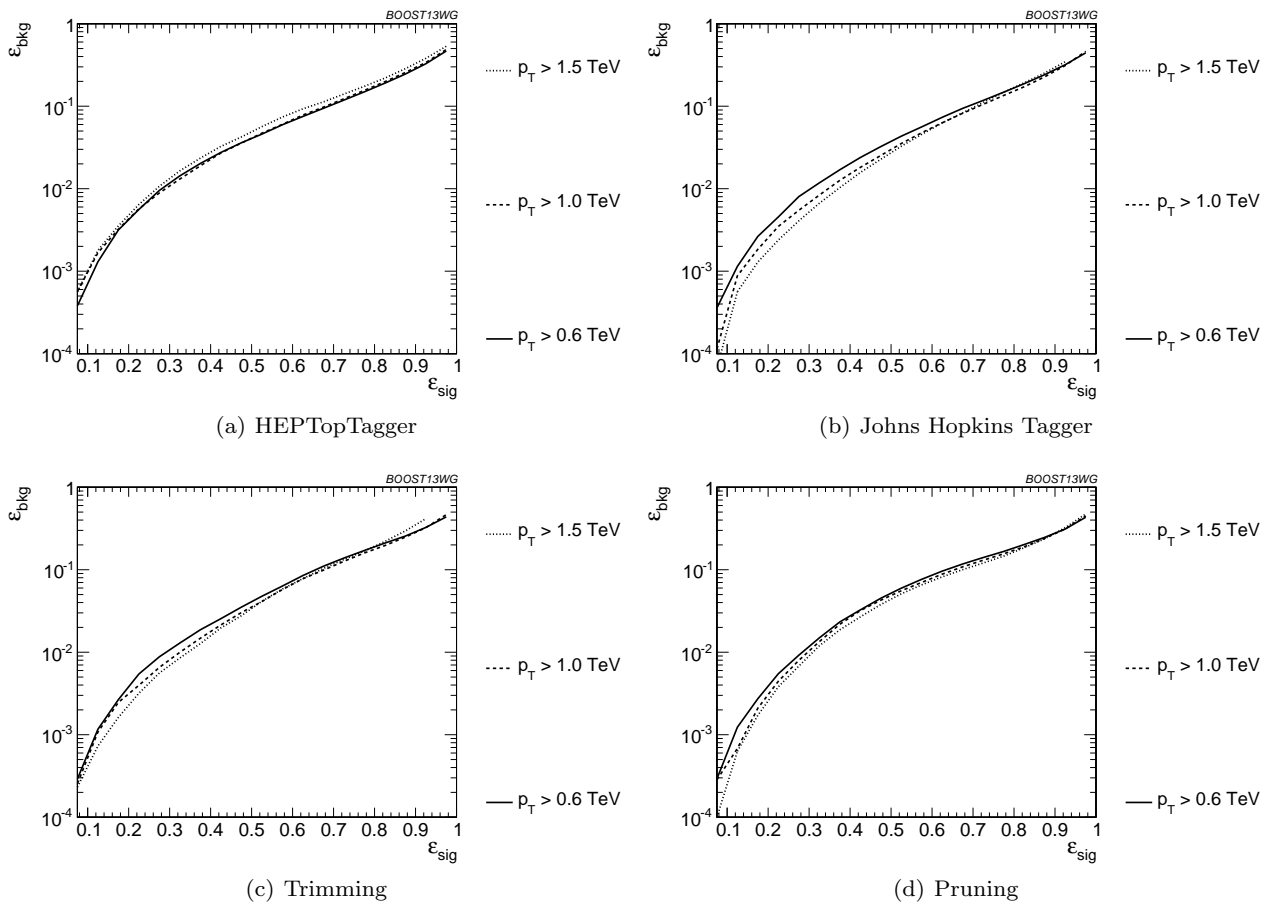 BOOST13WG
ε_bkg
1
10^-1
10^-2
10^-3
10^-4
0.1 0.2 0.3 0.4 0.5 0.6 0.7 0.8 0.9 1
ε_sig
p_T > 1.5 TeV
p_T > 1.0 TeV
p_T > 0.6 TeV
(a) HEPTopTagger
BOOST13WG
ε_bkg
1
10^-1
10^-2
10^-3
10^-4
0.1 0.2 0.3 0.4 0.5 0.6 0.7 0.8 0.9 1
ε_sig
p_T > 1.5 TeV
p_T > 1.0 TeV
p_T > 0.6 TeV
(b) Johns Hopkins Tagger
BOOST13WG
ε_bkg
1
10^-1
10^-2
10^-3
10^-4
0.1 0.2 0.3 0.4 0.5 0.6 0.7 0.8 0.9 1
ε_sig
p_T > 1.5 TeV
p_T > 1.0 TeV
p_T > 0.6 TeV
(c) Trimming
BOOST13WG
ε_bkg
1
10^-1
10^-2
10^-3
10^-4
0.1 0.2 0.3 0.4 0.5 0.6 0.7 0.8 0.9 1
ε_sig
p_T > 1.5 TeV
p_T > 1.0 TeV
p_T > 0.6 TeV
(d) Pruning